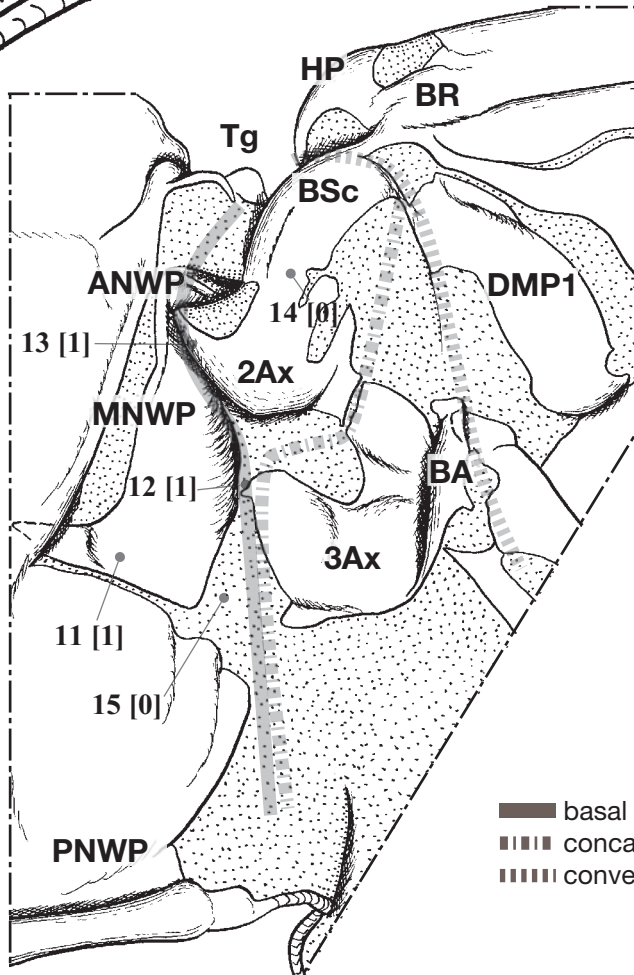 HP
BR
Tg
BSc
ANWP
DMP1
14 [0]
13 [1]
2Ax
MNWP
BA
12 [1]
3Ax
11 [1]
15 [0]
basal
conca
conve
PNWP